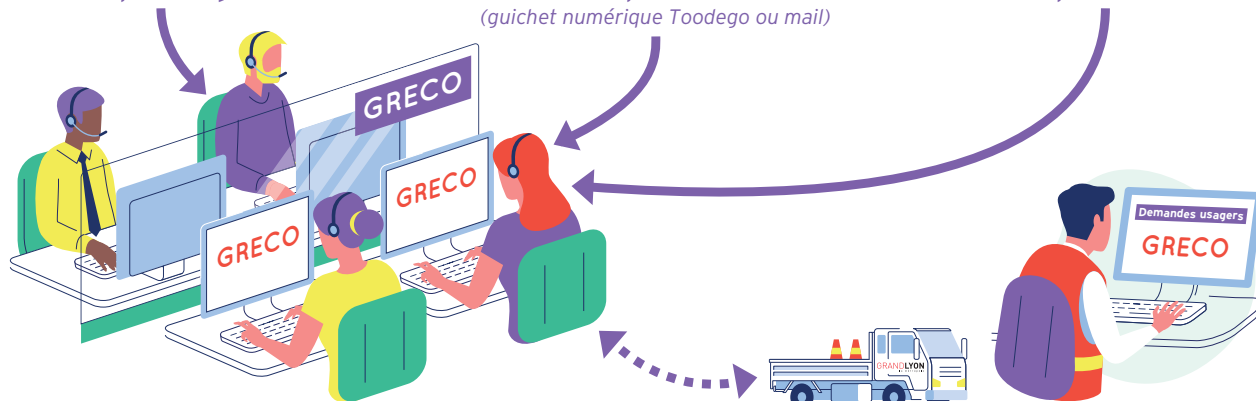 (guichet numérique Toodego ou mail)
GRECO
GRECO
GRECO
Demandes usagers
GRECO
GRANDLYON